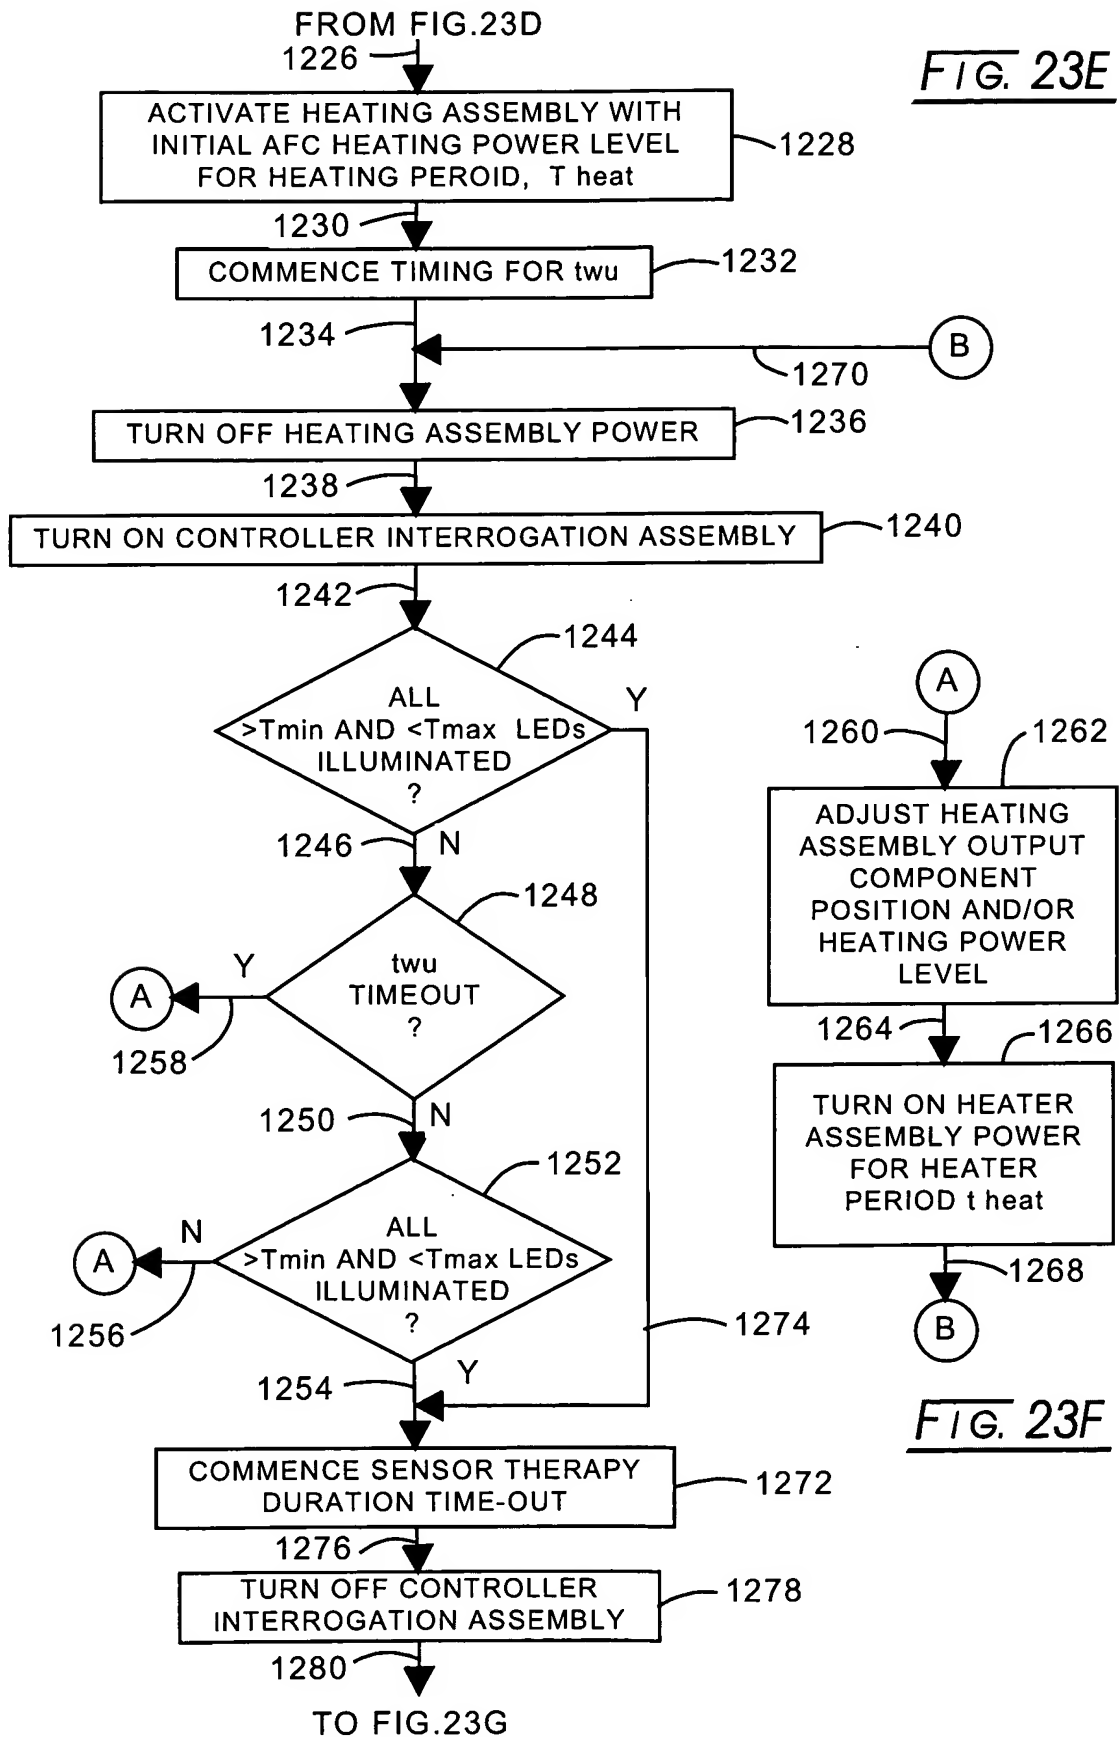 FROM FIG.23D
1226
FIG. 23E
ACTIVATE HEATING ASSEMBLY WITH
INITIAL AFC HEATING POWER LEVEL
FOR HEATING PEROID, T heat
1228
1230
COMMENCE TIMING FOR twu
1232
1234
B
1270
TURN OFF HEATING ASSEMBLY POWER
1236
1238
TURN ON CONTROLLER INTERROGATION ASSEMBLY
1240
1242
1244
ALL
>Tmin AND <Tmax LEDs
ILLUMINATED
?
Y
1246
N
1248
twu
TIMEOUT
?
Y
A
1258
1250
N
1252
ALL
>Tmin AND <Tmax LEDs
ILLUMINATED
?
N
A
1256
1274
1254
Y
COMMENCE SENSOR THERAPY
DURATION TIME-OUT
1272
1276
TURN OFF CONTROLLER
INTERROGATION ASSEMBLY
1278
1280
TO FIG.23G
A
1260
1262
ADJUST HEATING
ASSEMBLY OUTPUT
COMPONENT
POSITION AND/OR
HEATING POWER
LEVEL
1264
1266
TURN ON HEATER
ASSEMBLY POWER
FOR HEATER
PERIOD t heat
1268
B
FIG. 23F